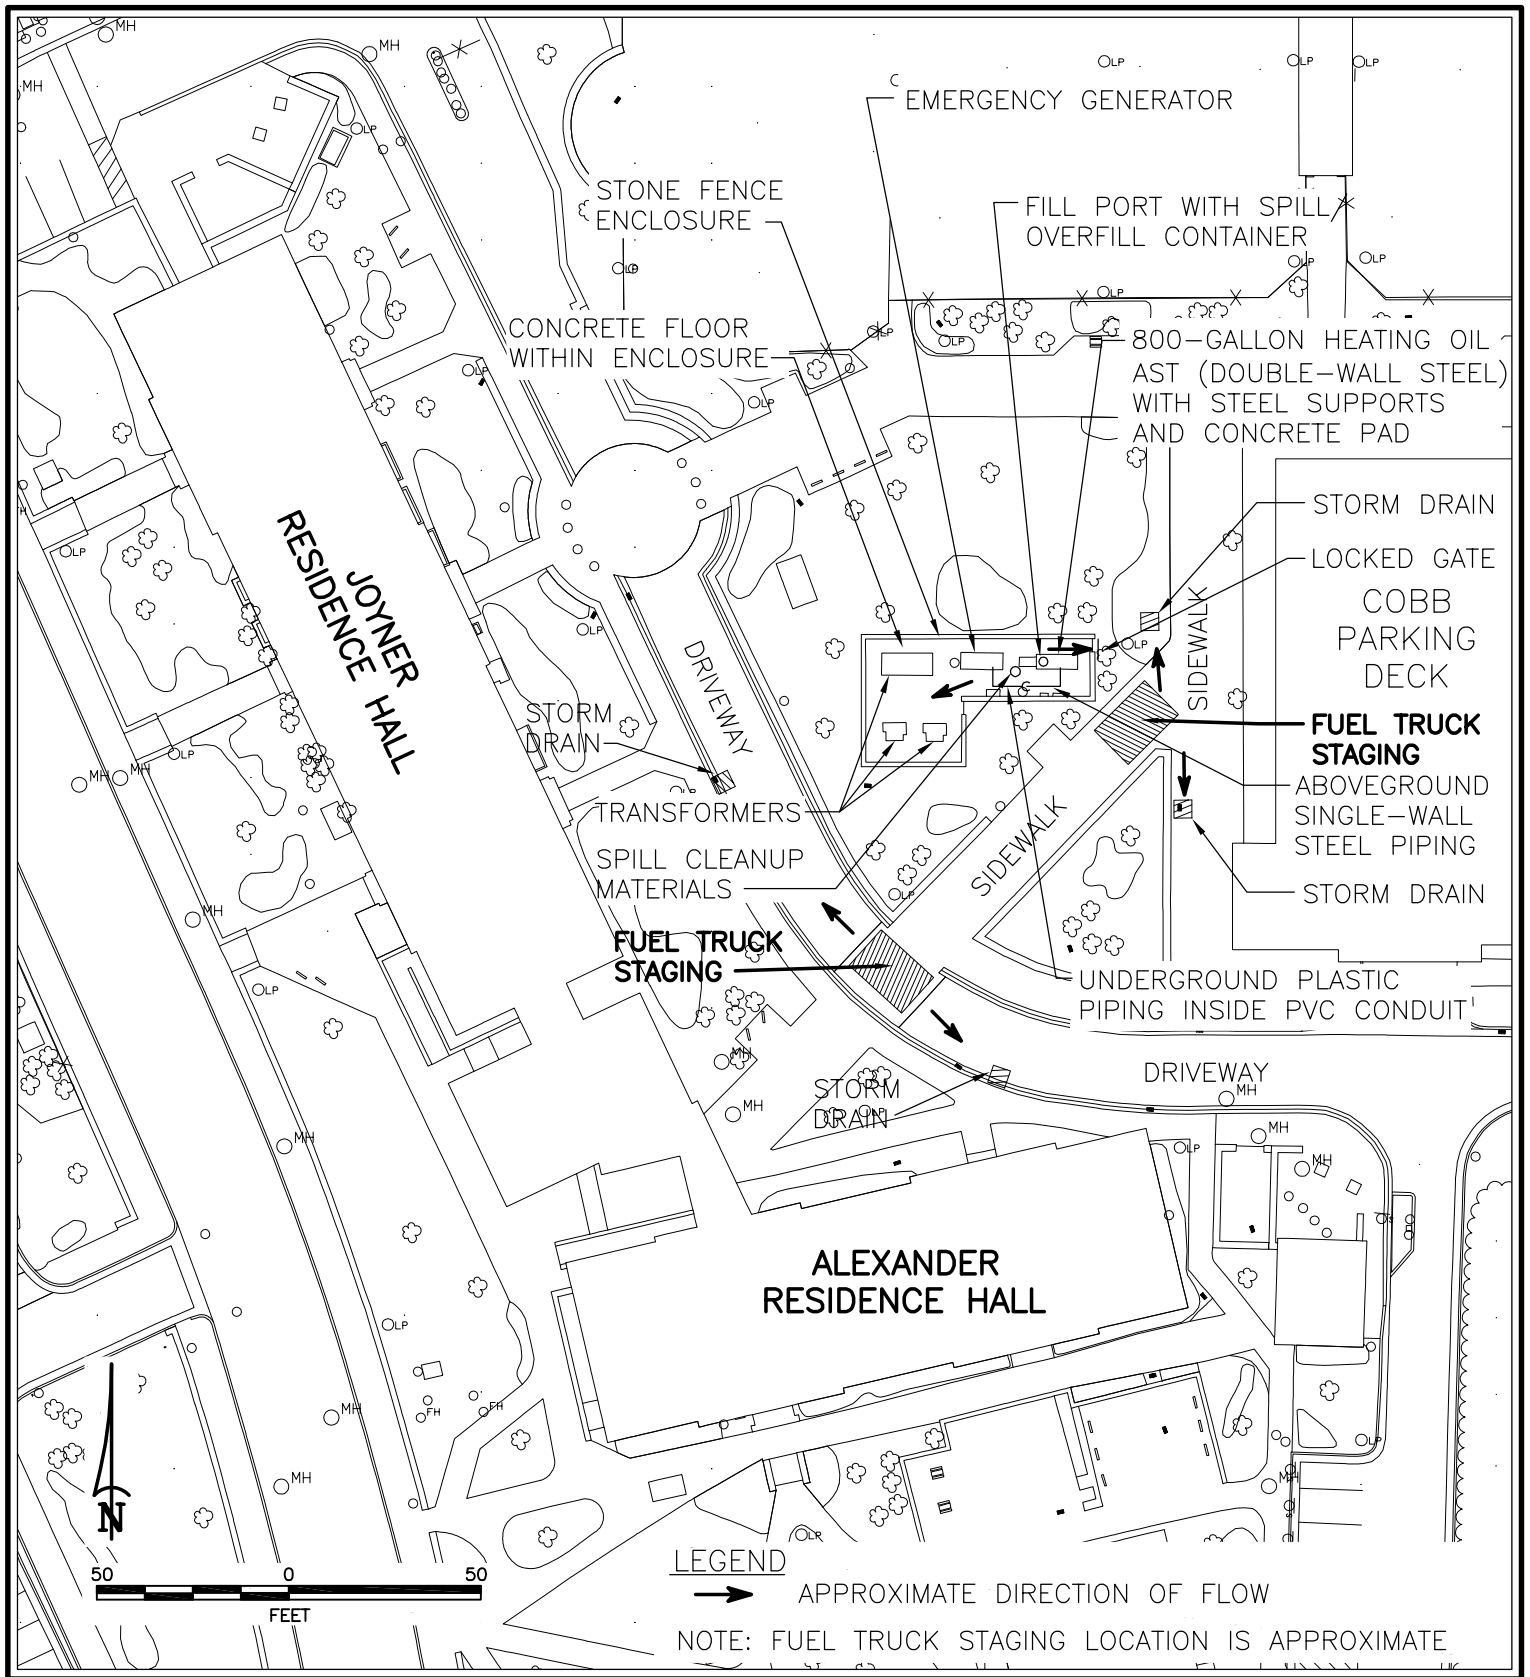 MH
MH
MH
LP
LP
LP
C
EMERGENCY GENERATOR
LP
STONE FENCE
ENCLOSURE
FILL PORT WITH SPILL/
OVERFILL CONTAINER
LP
LP
LP
LP
CONCRETE FLOOR
WITHIN ENCLOSURE
LP
LP
LP
800-GALLON HEATING OIL
AST (DOUBLE-WALL STEEL)
WITH STEEL SUPPORTS
AND CONCRETE PAD
LP
LP
STORM DRAIN
LOCKED GATE
LP
JOYNER
RESIDENCE HALL
COBB
PARKING
DECK
SIDEWALK
LP
LP
DRIVEWAY
STORM
DRAIN
FUEL TRUCK
STAGING
LP
MH
MH
ABOVEGROUND
SINGLE-WALL
STEEL PIPING
TRANSFORMERS
SIDEWALK
SPILL CLEANUP
MATERIALS
STORM DRAIN
LP
MH
FUEL TRUCK
STAGING
UNDERGROUND PLASTIC
PIPING INSIDE PVC CONDUIT
LP
MH
DRIVEWAY
STORM
DRAIN
LP
MH
MH
MH
MH
LP
MH
ALEXANDER
RESIDENCE HALL
LP
FH
FH
LP
MH
MH
MH
LP
N
50 0 50
FEET
LEGEND
APPROXIMATE DIRECTION OF FLOW
NOTE: FUEL TRUCK STAGING LOCATION IS APPROXIMATE